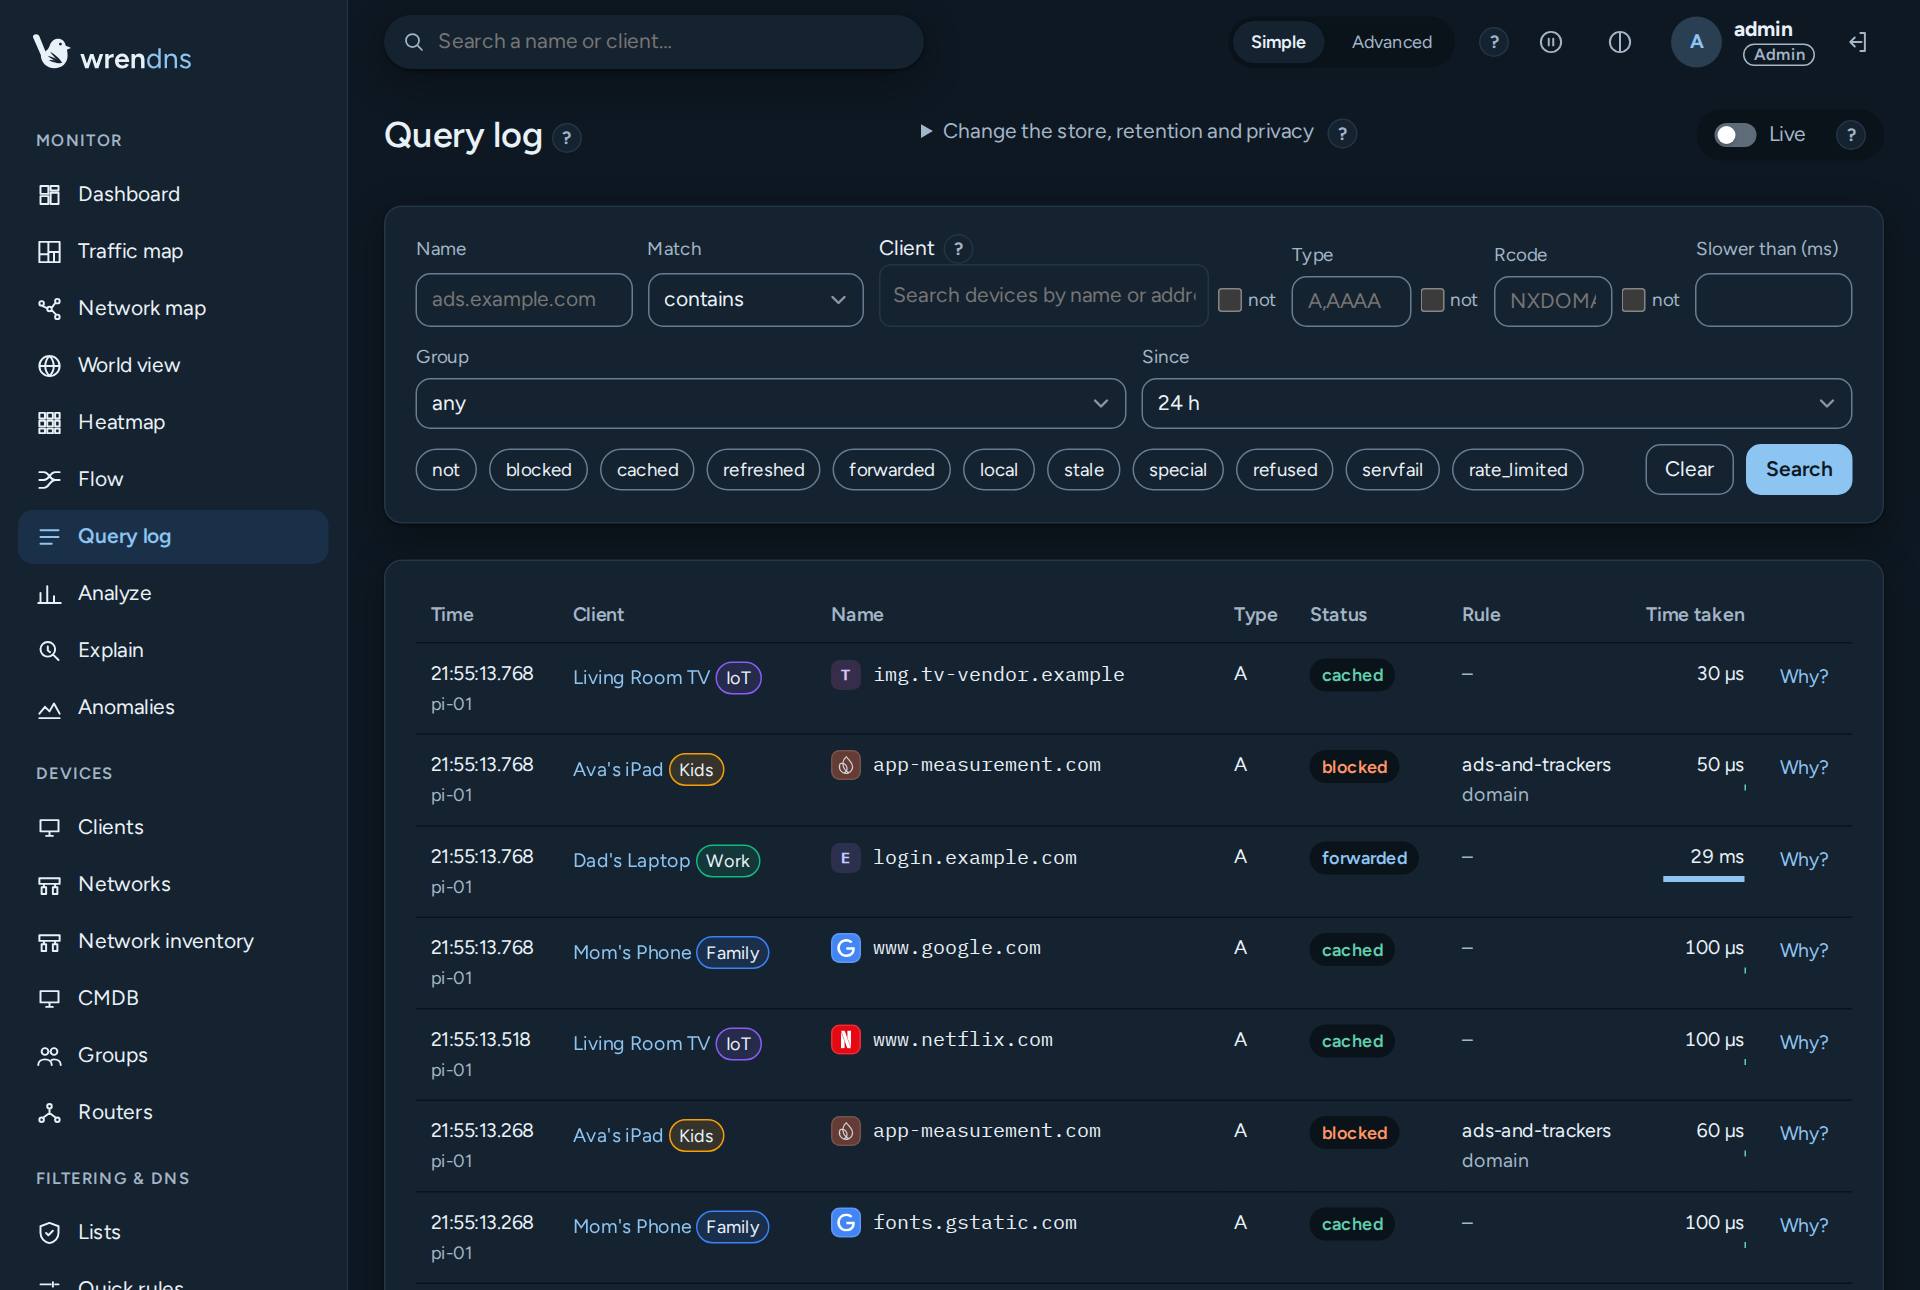 wrendns
Search a name or client...
Simple
Advanced
?
A
admin
Admin
MONITOR
Dashboard
Traffic map
Network map
World view
Heatmap
Flow
Query log
Analyze
Explain
Anomalies
DEVICES
Clients
Networks
Network inventory
CMDB
Groups
Routers
FILTERING & DNS
Lists
Quick rules
Query log ?
Change the store, retention and privacy ?
Live ?
Name
Match
Client ?
Type
Rcode
Slower than (ms)
ads.example.com
contains
Search devices by name or addr
not
A,AAAA
not
NXDOMA
not
Group
Since
any
24 h
not
blocked
cached
refreshed
forwarded
local
stale
special
refused
servfail
rate_limited
Clear
Search
Time Client Name Type Status Rule Time taken
21:55:13.768 Living Room TV IoT T img.tv-vendor.example A cached – 30 µs Why?
pi-01
21:55:13.768 Ava's iPad Kids app-measurement.com A blocked ads-and-trackers 50 µs Why?
pi-01 domain
21:55:13.768 Dad's Laptop Work E login.example.com A forwarded – 29 ms Why?
pi-01
21:55:13.768 Mom's Phone Family G www.google.com A cached – 100 µs Why?
pi-01
21:55:13.518 Living Room TV IoT N www.netflix.com A cached – 100 µs Why?
pi-01
21:55:13.268 Ava's iPad Kids app-measurement.com A blocked ads-and-trackers 60 µs Why?
pi-01 domain
21:55:13.268 Mom's Phone Family G fonts.gstatic.com A cached – 100 µs Why?
pi-01